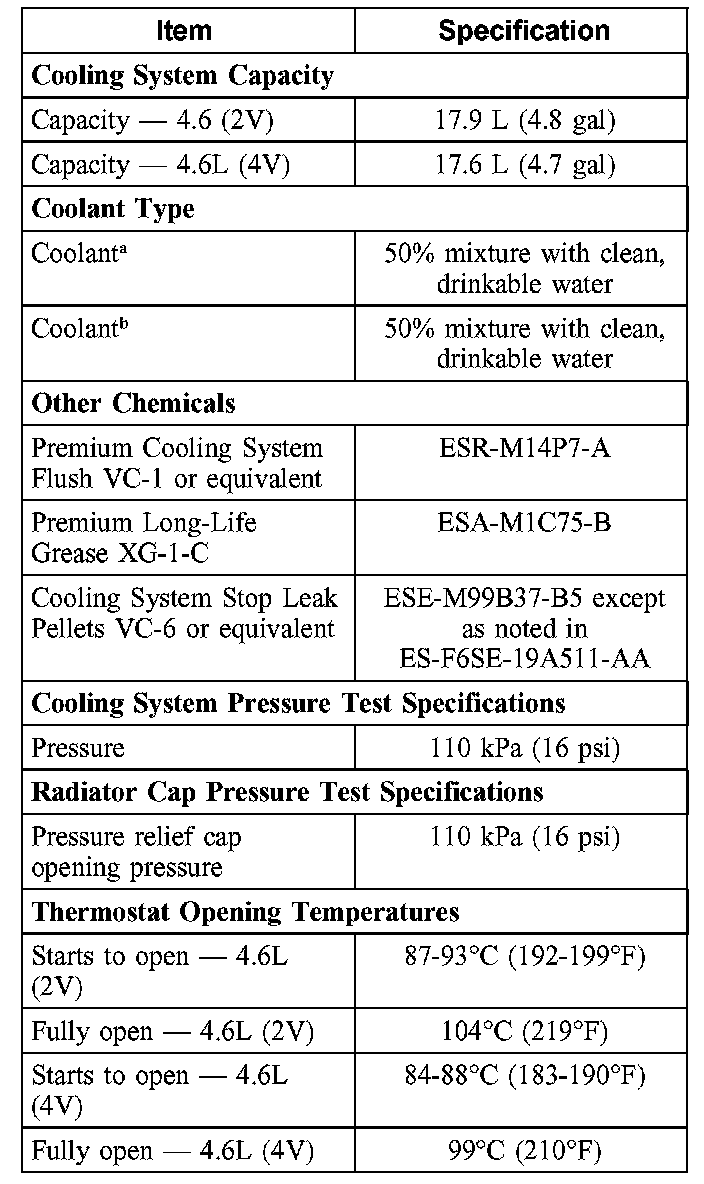 Item Specification
Cooling System Capacity
Capacity — 4.6 (2V) 17.9 L (4.8 gal)
Capacity — 4.6L (4V) 17.6 L (4.7 gal)
Coolant Type
Coolantᵃ 50% mixture with clean,
drinkable water
Coolantᵇ 50% mixture with clean,
drinkable water
Other Chemicals
Premium Cooling System ESR-M14P7-A
Flush VC-1 or equivalent
Premium Long-Life ESA-M1C75-B
Grease XG-1-C
Cooling System Stop Leak ESE-M99B37-B5 except
Pellets VC-6 or equivalent as noted in
ES-F6SE-19A511-AA
Cooling System Pressure Test Specifications
Pressure 110 kPa (16 psi)
Radiator Cap Pressure Test Specifications
Pressure relief cap 110 kPa (16 psi)
opening pressure
Thermostat Opening Temperatures
Starts to open — 4.6L 87-93°C (192-199°F)
(2V)
Fully open — 4.6L (2V) 104°C (219°F)
Starts to open — 4.6L 84-88°C (183-190°F)
(4V)
Fully open — 4.6L (4V) 99°C (210°F)